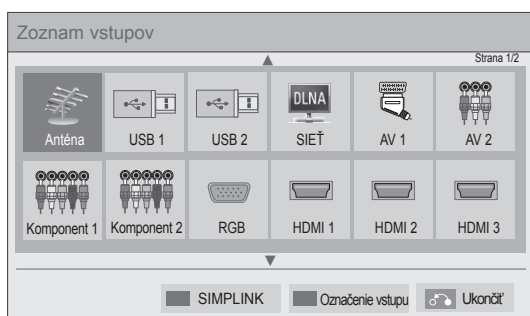 Zoznam vstupov
Strana 1/2
DLNA
Anténa USB 1 USB 2 SIEŤ AV 1 AV 2
Komponent 1 Komponent 2 RGB HDMI 1 HDMI 2 HDMI 3
SIMPLINK Označenie vstupu Ukončiť